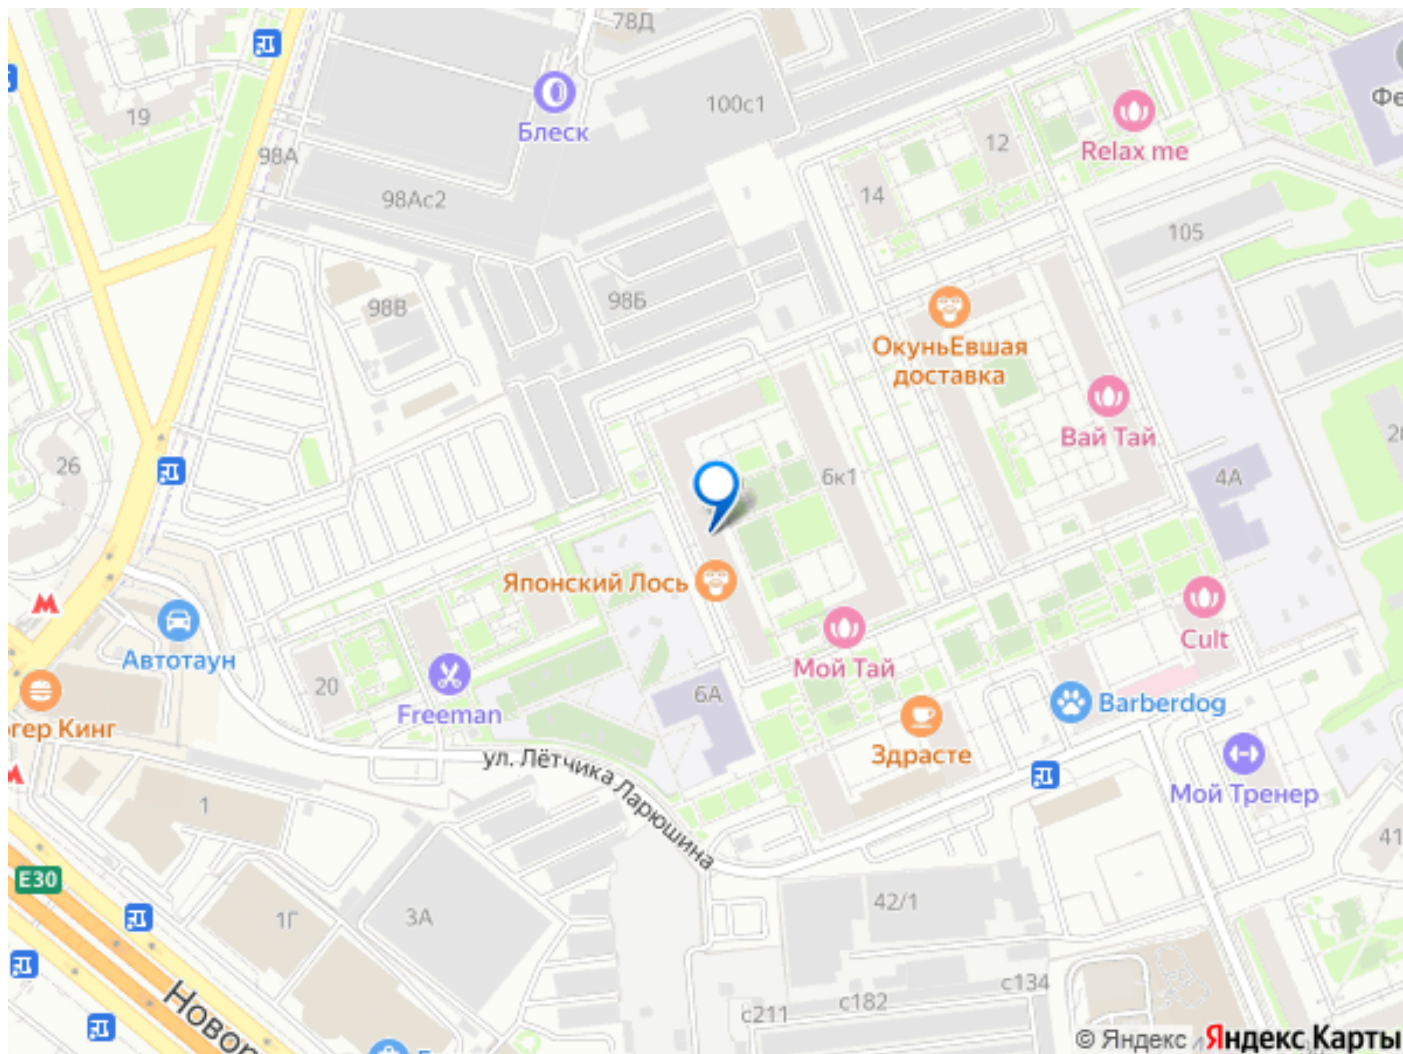 78Д
19
Блеск
100с1
Фе
12
Relax me
98А
98Ас2
14
105
98В
98Б
ОкуньЕвшая
доставка
Вай Тай
26
6к1
4А
Японский Лось
Автотаун
20
Freeman
6А
Мой Тай
Cult
Barberdog
ргер Кинг
Здрасте
ул. Лётчика Ларюшина
Мой Тренер
1
41
E30
1Г
3А
42/1
Новор
с134
с182
с211
© Яндекс
Яндекс Карты